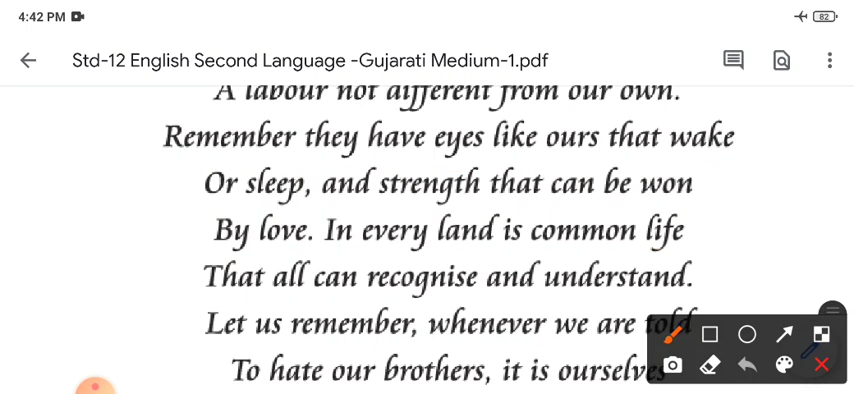 4:42 PM
82
Std-12 English Second Language -Gujarati Medium-1.pdf
A labour not different from our own.
Remember they have eyes like ours that wake
Or sleep, and strength that can be won
By love. In every land is common life
That all can recognise and understand.
Let us remember, whenever we are told
To hate our brothers, it is ourselves